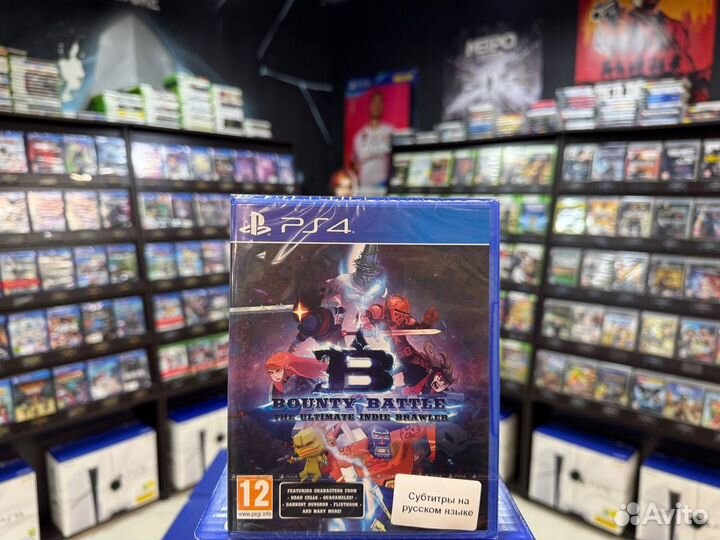 PS4
B
BOUNTY BATTLE
THE ULTIMATE INDIE BRAWLER
12
www.pegi.info
FEATURING CHARACTERS FROM
• DEAD CELLS • GUACAMELEE! •
• DARKEST DUNGEON • FLINTHOOK •
AND MANY MORE!
Субтитры на
русском языке
Avito